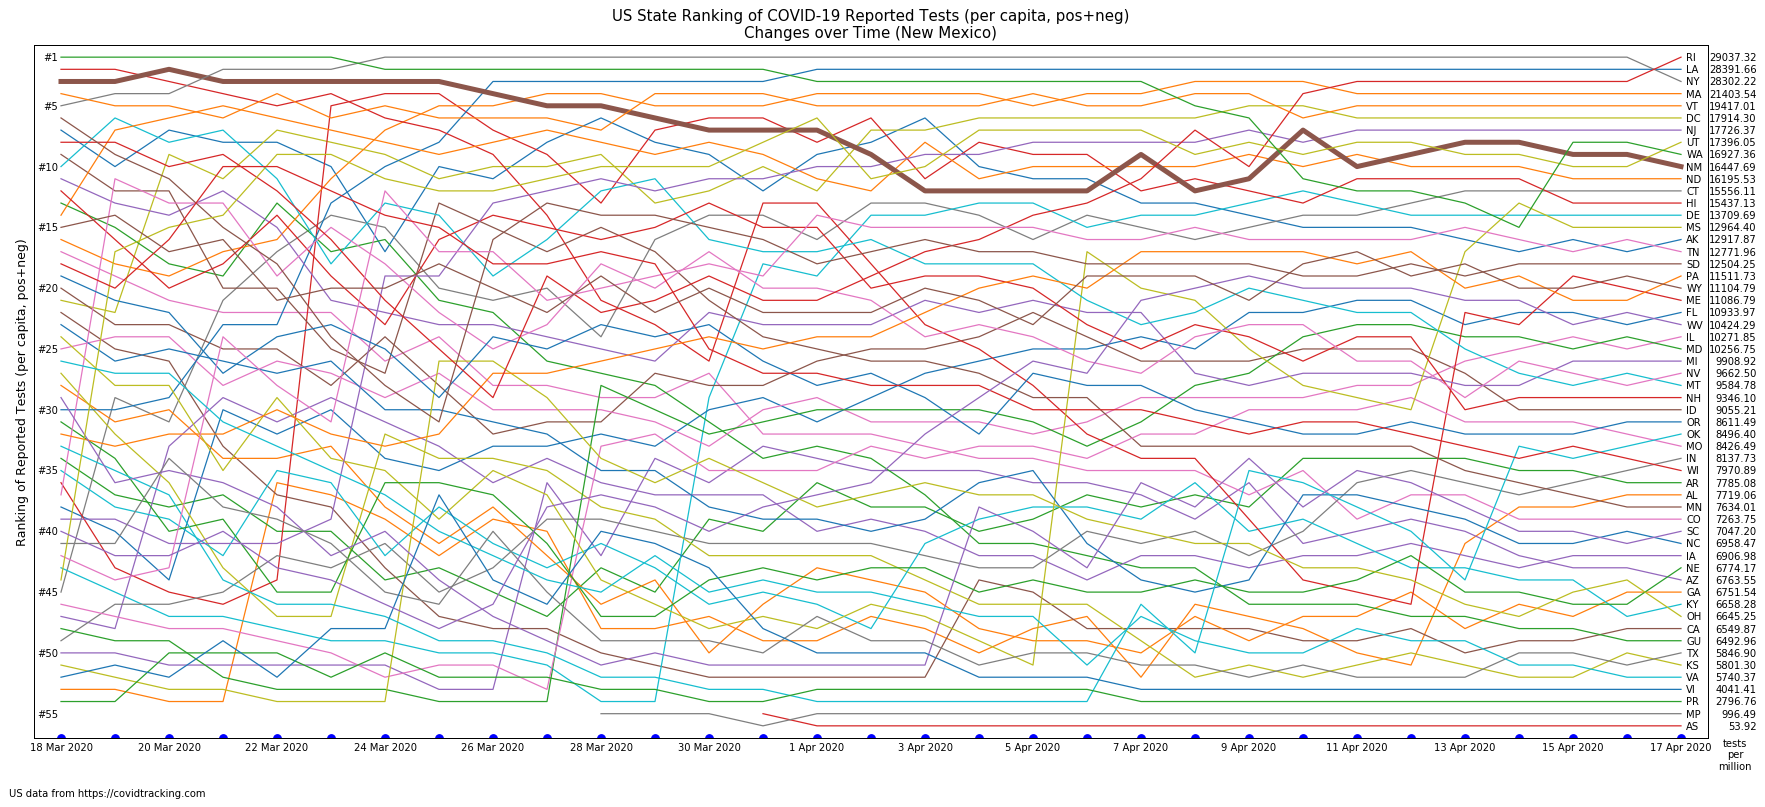 US State Ranking of COVID-19 Reported Tests (per capita, pos+neg)
Changes over Time (New Mexico)
Ranking of Reported Tests (per capita, pos+neg)
#1
#5
#10
#15
#20
#25
#30
#35
#40
#45
#50
#55
RI 29037.32
LA 28391.66
NY 28302.22
MA 21403.54
VT 19417.01
DC 17914.30
NJ 17726.37
UT 17396.05
WA 16927.36
NM 16447.69
ND 16195.53
CT 15556.11
HI 15437.13
DE 13709.69
MS 12964.40
AK 12917.87
TN 12771.96
SD 12504.25
PA 11511.73
WY 11104.79
ME 11086.79
FL 10933.97
WV 10424.29
IL 10271.85
MD 10256.75
MI 9908.92
NV 9662.50
MT 9584.78
NH 9346.10
ID 9055.21
OR 8611.49
OK 8496.40
MO 8426.49
IN 8137.73
WI 7970.89
AR 7785.08
AL 7719.06
MN 7634.01
CO 7263.75
SC 7047.20
NC 6958.47
IA 6906.98
NE 6774.17
AZ 6763.55
GA 6751.54
KY 6658.28
OH 6645.25
CA 6549.87
GU 6492.96
TX 5846.90
KS 5801.30
VA 5740.37
VI 4041.41
PR 2796.76
MP 996.49
AS 53.92
18 Mar 2020 20 Mar 2020 22 Mar 2020 24 Mar 2020 26 Mar 2020 28 Mar 2020 30 Mar 2020 1 Apr 2020 3 Apr 2020 5 Apr 2020 7 Apr 2020 9 Apr 2020 11 Apr 2020 13 Apr 2020 15 Apr 2020 17 Apr 2020
tests
per
million
US data from https://covidtracking.com